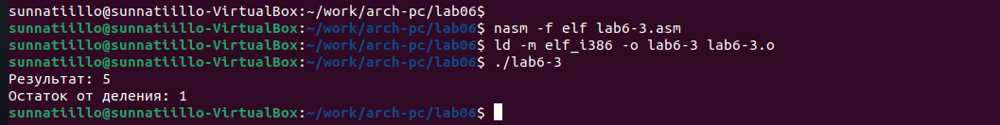 sunnatiillo@sunnatiillo-VirtualBox:~/work/arch-pc/lab06$
sunnatiillo@sunnatiillo-VirtualBox:~/work/arch-pc/lab06$ nasm -f elf lab6-3.asm
sunnatiillo@sunnatiillo-VirtualBox:~/work/arch-pc/lab06$ ld -m elf_i386 -o lab6-3 lab6-3.o
sunnatiillo@sunnatiillo-VirtualBox:~/work/arch-pc/lab06$ ./lab6-3
Результат: 5
Остаток от деления: 1
sunnatiillo@sunnatiillo-VirtualBox:~/work/arch-pc/lab06$